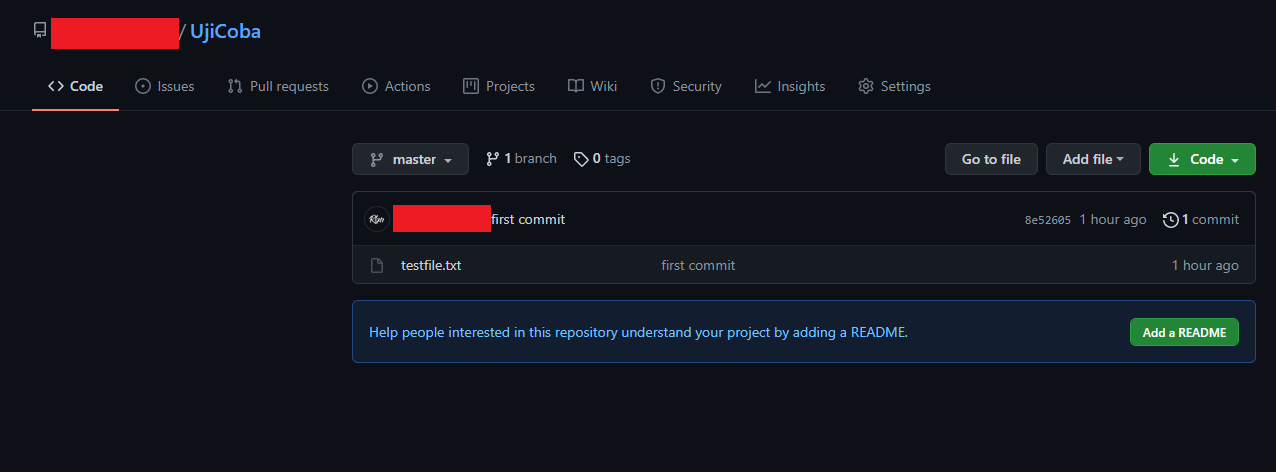 / UjiCoba
Code Issues Pull requests Actions Projects Wiki Security Insights Settings
master 1 branch 0 tags Go to file Add file Code
first commit 8e52605 1 hour ago 1 commit
testfile.txt first commit 1 hour ago
Help people interested in this repository understand your project by adding a README. Add a README